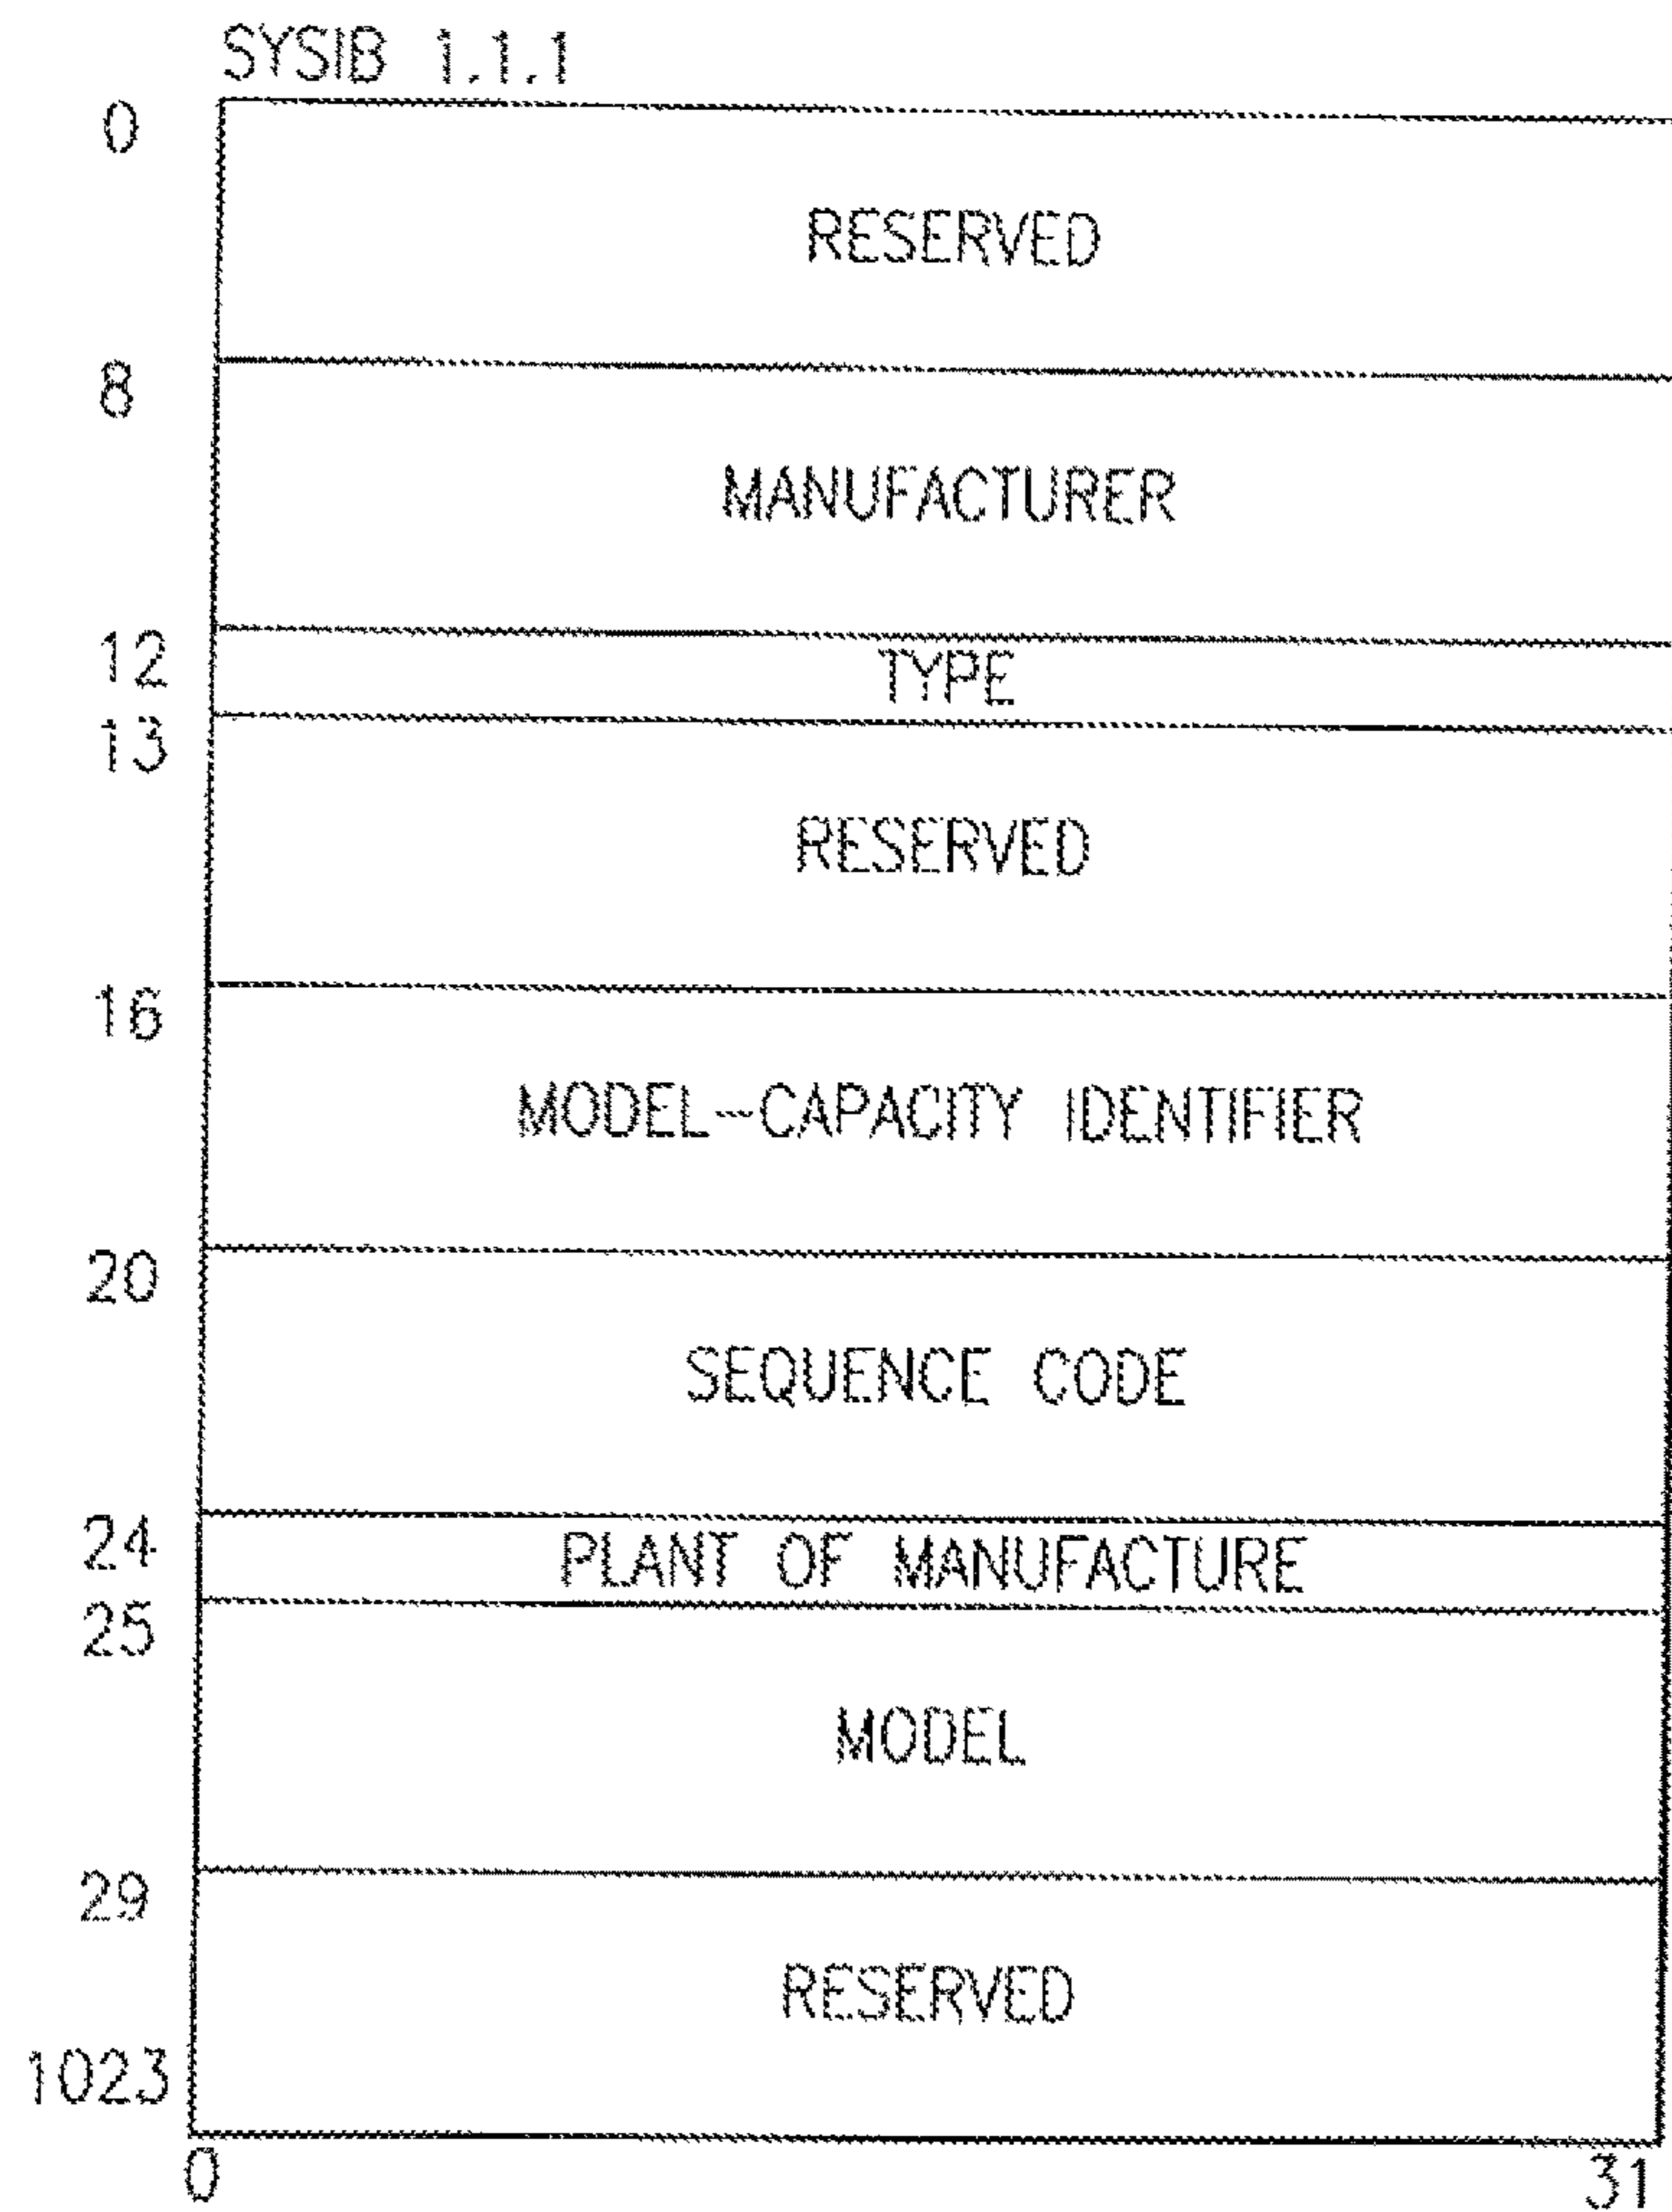 SYSIB 1.1.1
0
RESERVED
8
MANUFACTURER
12
TYPE
13
RESERVED
16
MODEL-CAPACITY IDENTIFIER
20
SEQUENCE CODE
24
PLANT OF MANUFACTURE
25
MODEL
29
RESERVED
1023
0 31